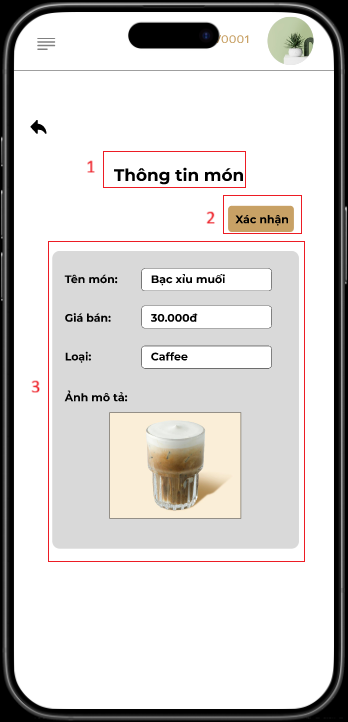 /0001
1
Thông tin món
2
Xác nhận
3
Tên món:
Bạc xỉu muối
Giá bán:
30.000đ
Loại:
Caffee
Ảnh mô tả: